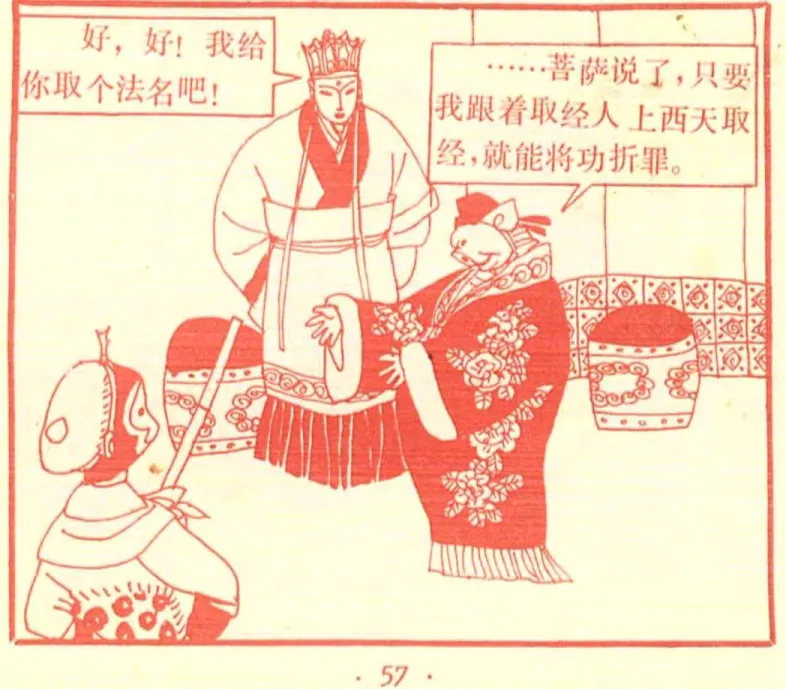 好，好！我给
你取个法名吧！
……菩萨说了，只要
我跟着取经人上西天取
经，就能将功折罪。
· 57 ·